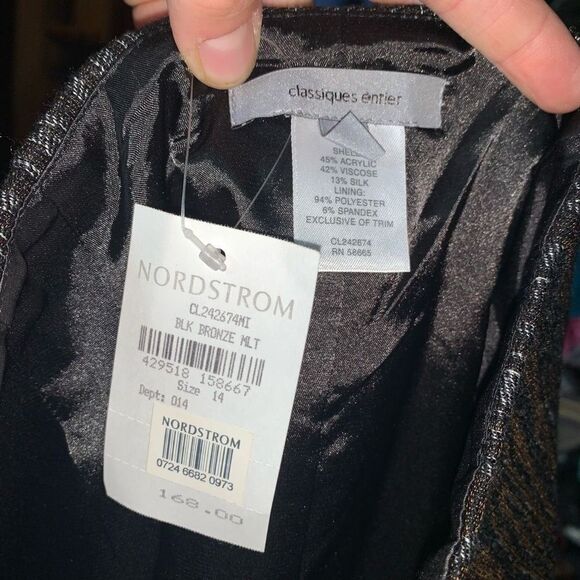 classiques entier
SHELL:
45% ACRYLIC
42% VISCOSE
13% SILK
LINING:
94% POLYESTER
6% SPANDEX
EXCLUSIVE OF TRIM
CL242674
RN 58665
NORDSTROM
CL242674MI
BLK BRONZE MLT
429518 158667
Size 14
Dept: 014
NORDSTROM
0724 6682 0973
168.00